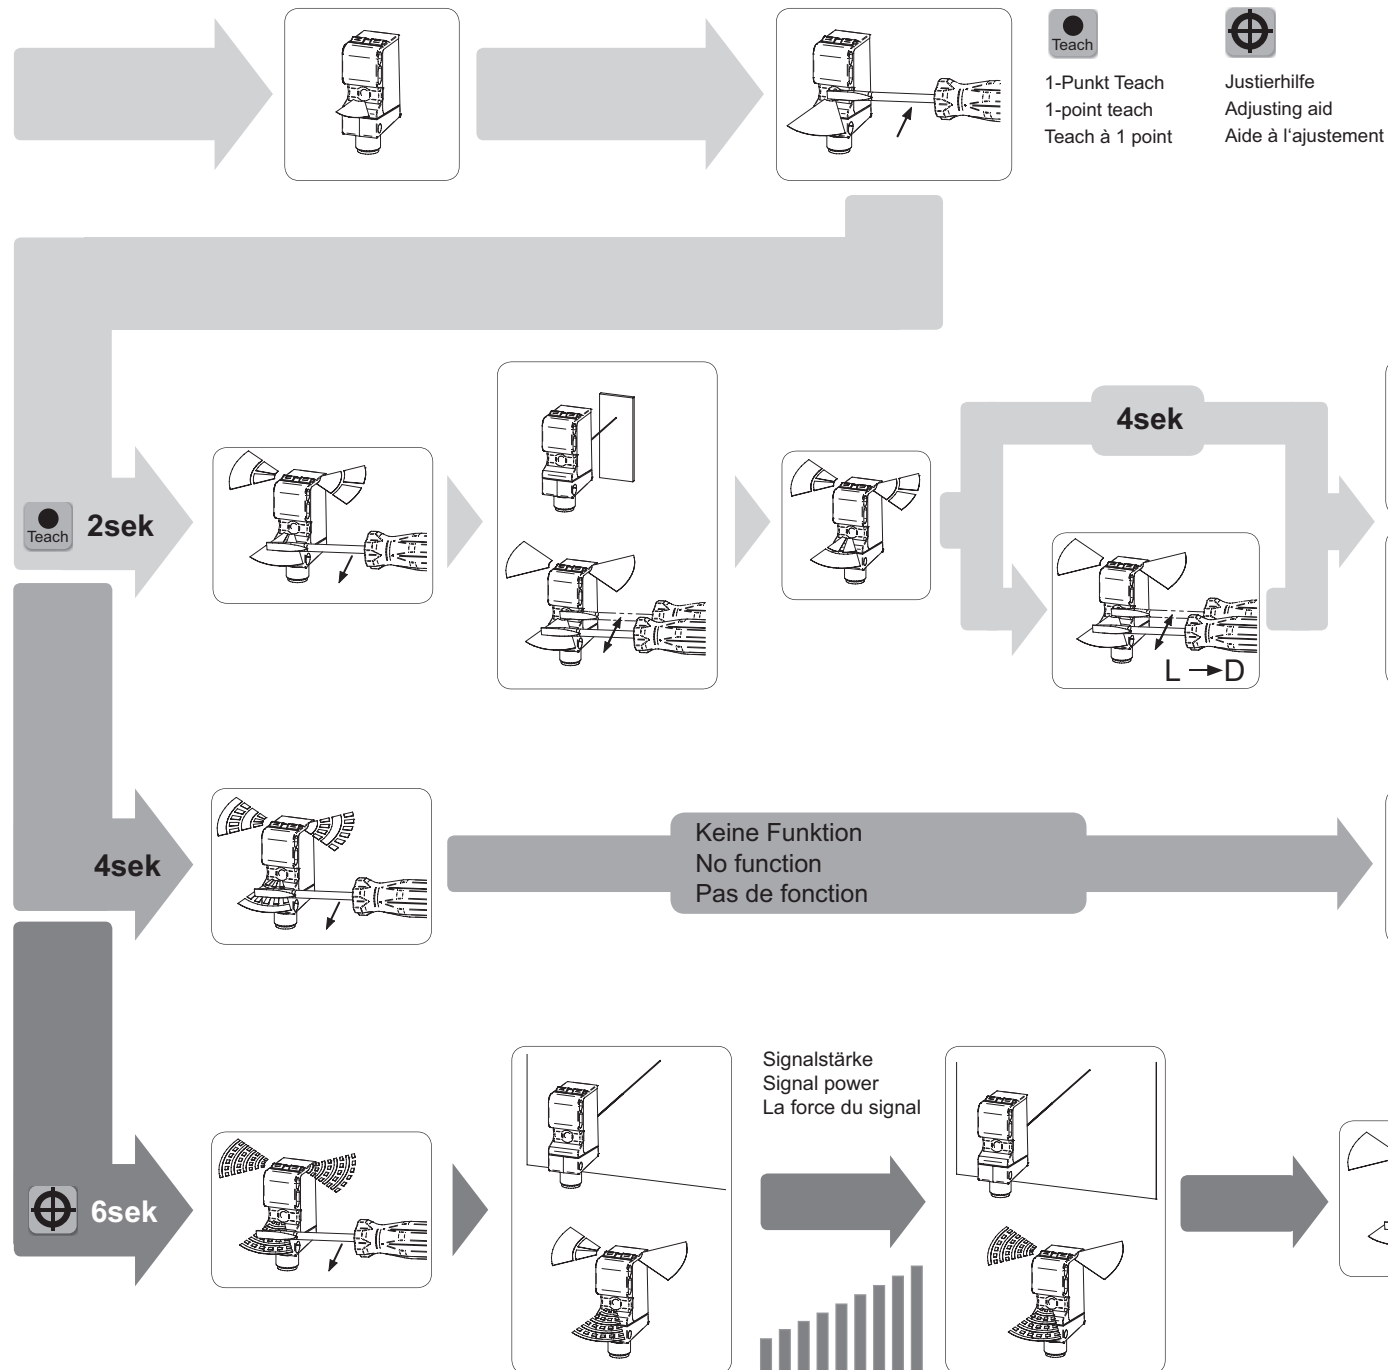 Teach
1-Punkt Teach
1-point teach
Teach à 1 point
Justierhilfe
Adjusting aid
Aide à l‘ajustement
Teach
2sek
4sek
L → D
4sek
Keine Funktion
No function
Pas de fonction
6sek
Signalstärke
Signal power
La force du signal